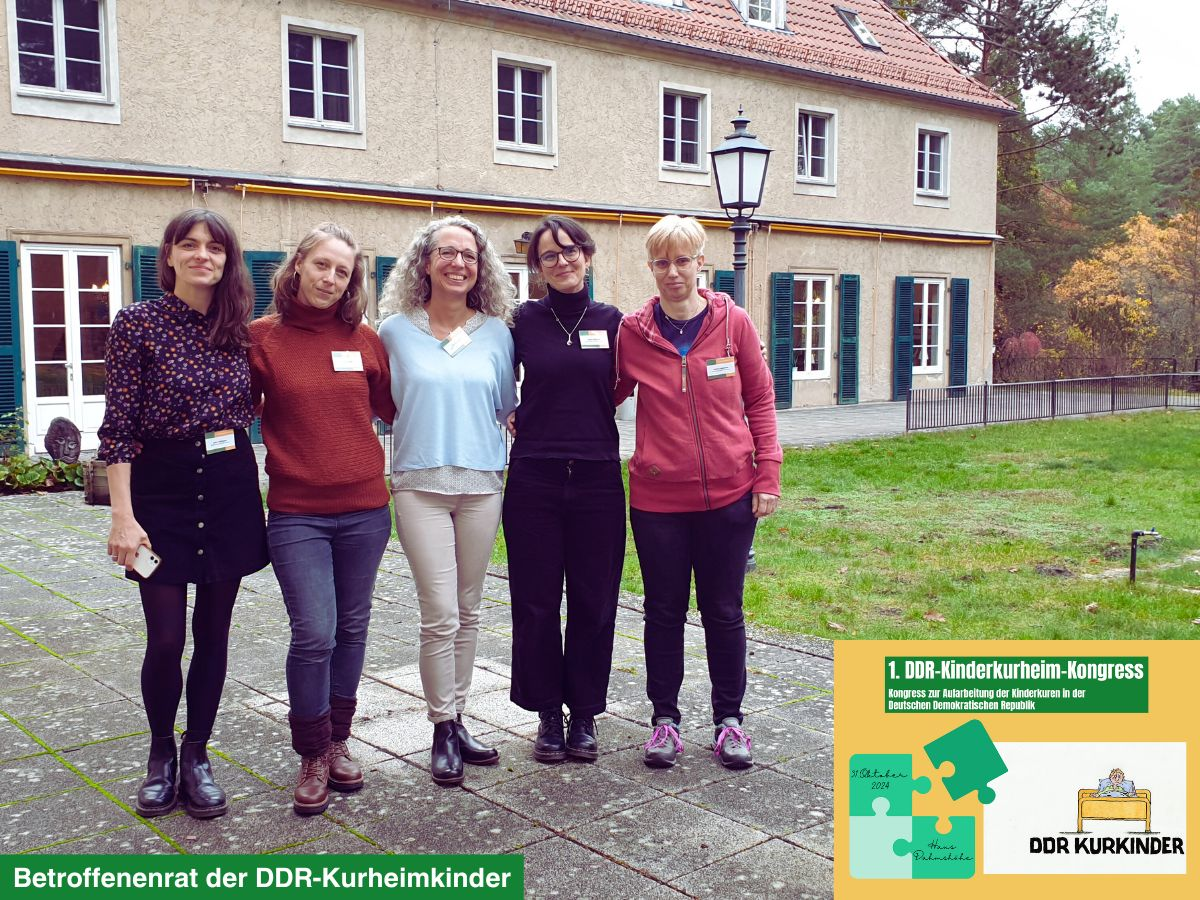 1. DDR-Kinderkurheim-Kongress
Kongress zur Aufarbeitung der Kinderkuren in der
Deutschen Demokratischen Republik
31 Oktober
2024
Haus
Dahmshöhe
DDR KURKINDER
Betroffenenrat der DDR-Kurheimkinder